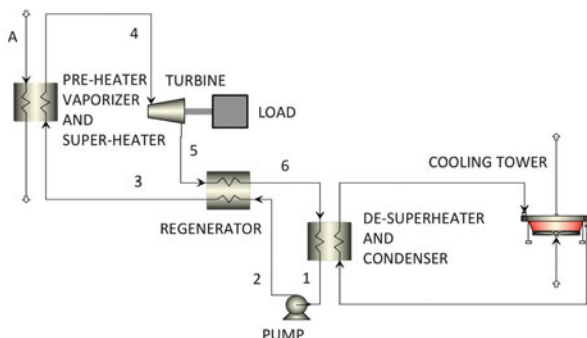 A
4
TURBINE
PRE-HEATER
VAPORIZER
AND
SUPER-HEATER
LOAD
5
6
COOLING TOWER
3
REGENERATOR
DE-SUPERHEATER
AND
CONDENSER
2
1
PUMP